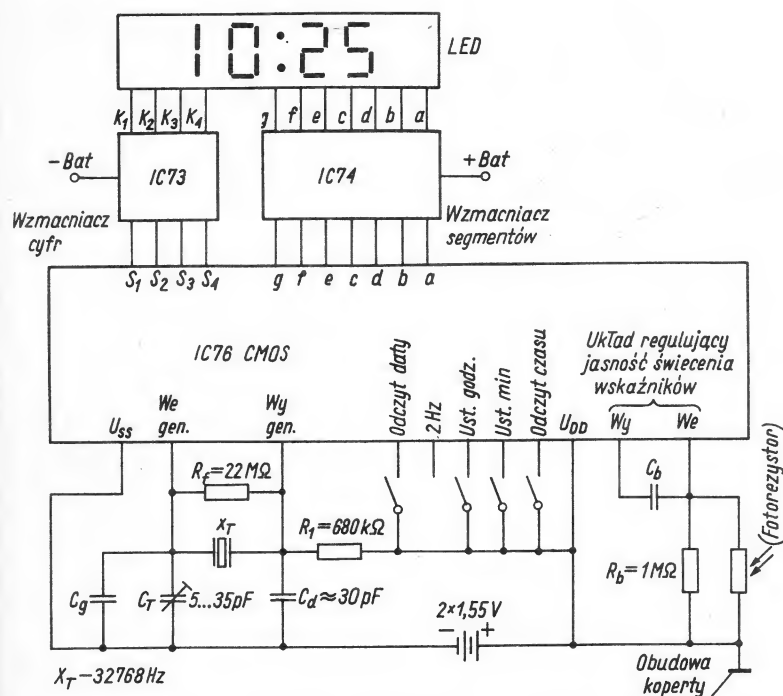 10:25
LED
K₁ K₂ K₃ K₄
g f e c d b a
-Bat
IC73
IC74
+Bat
Wzmacniacz
cyfr
Wzmacniacz
segmentów
S₁ S₂ S₃ S₄
g f e c d b a
IC76 CMOS
Układ regulujący
jasność świecenia
wskaźników
Uss
We
gen.
Wy
gen.
Odczyt daty
2Hz
Ust. godz.
Ust. min
Odczyt czasu
UDD
Wy
We
Rf=22MΩ
Cb
XT
R₁=680kΩ
(Fotorezystor)
Rb=1MΩ
Cg
CT
5...35pF
Cd≈30pF
2×1,55V
- +
XT-32768Hz
Obudowa
koperty